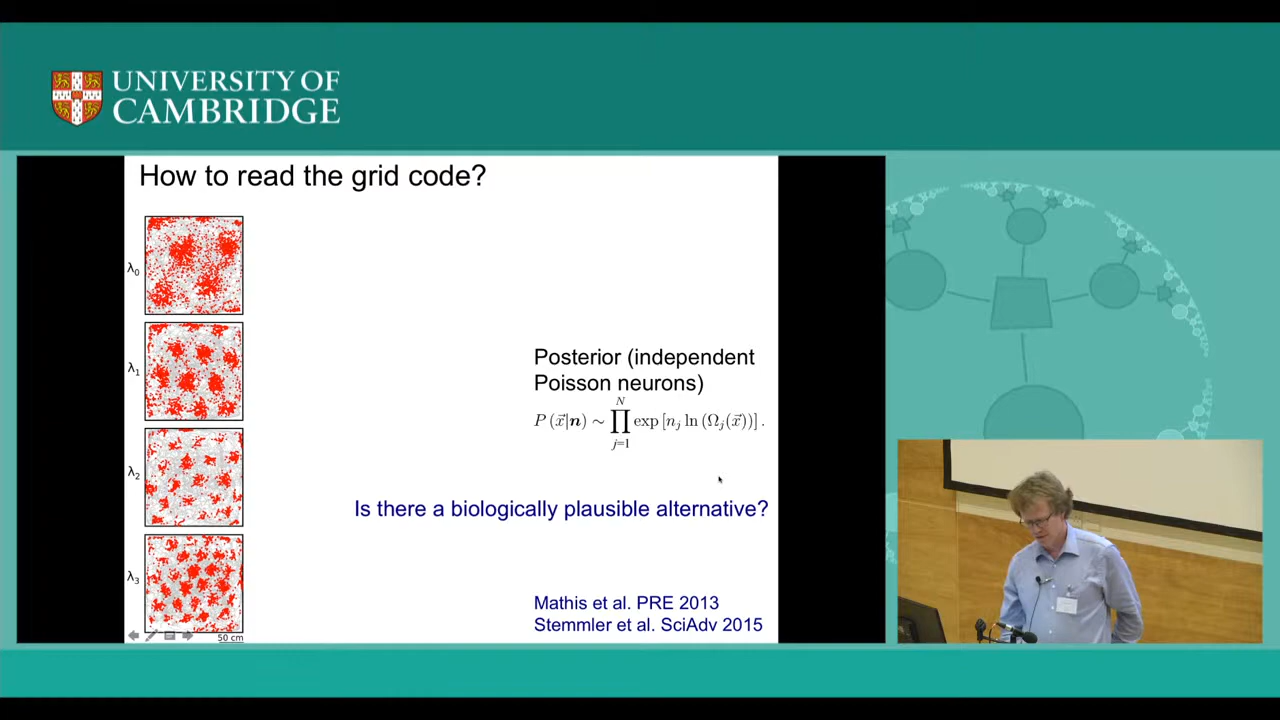 UNIVERSITY OF
CAMBRIDGE
How to read the grid code?
λ₀
λ₁
λ₂
λ₃
50 cm
Posterior (independent
Poisson neurons)
P (x⃗|n) ∼ ∏_{j=1}^{N} exp [n_j ln (Ω_j(x⃗))] .
Is there a biologically plausible alternative?
Mathis et al. PRE 2013
Stemmler et al. SciAdv 2015